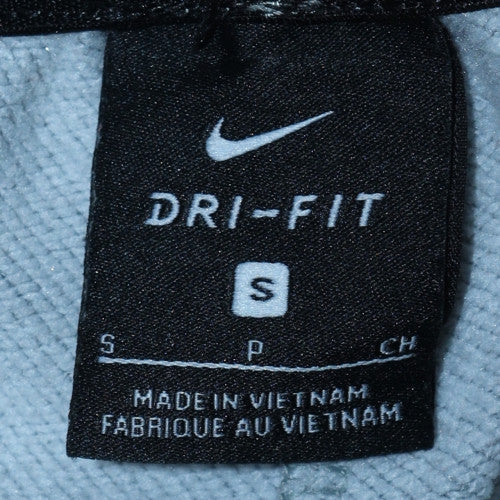 DRI-FIT
S
S P CH
MADE IN VIETNAM
FABRIQUE AU VIETNAM